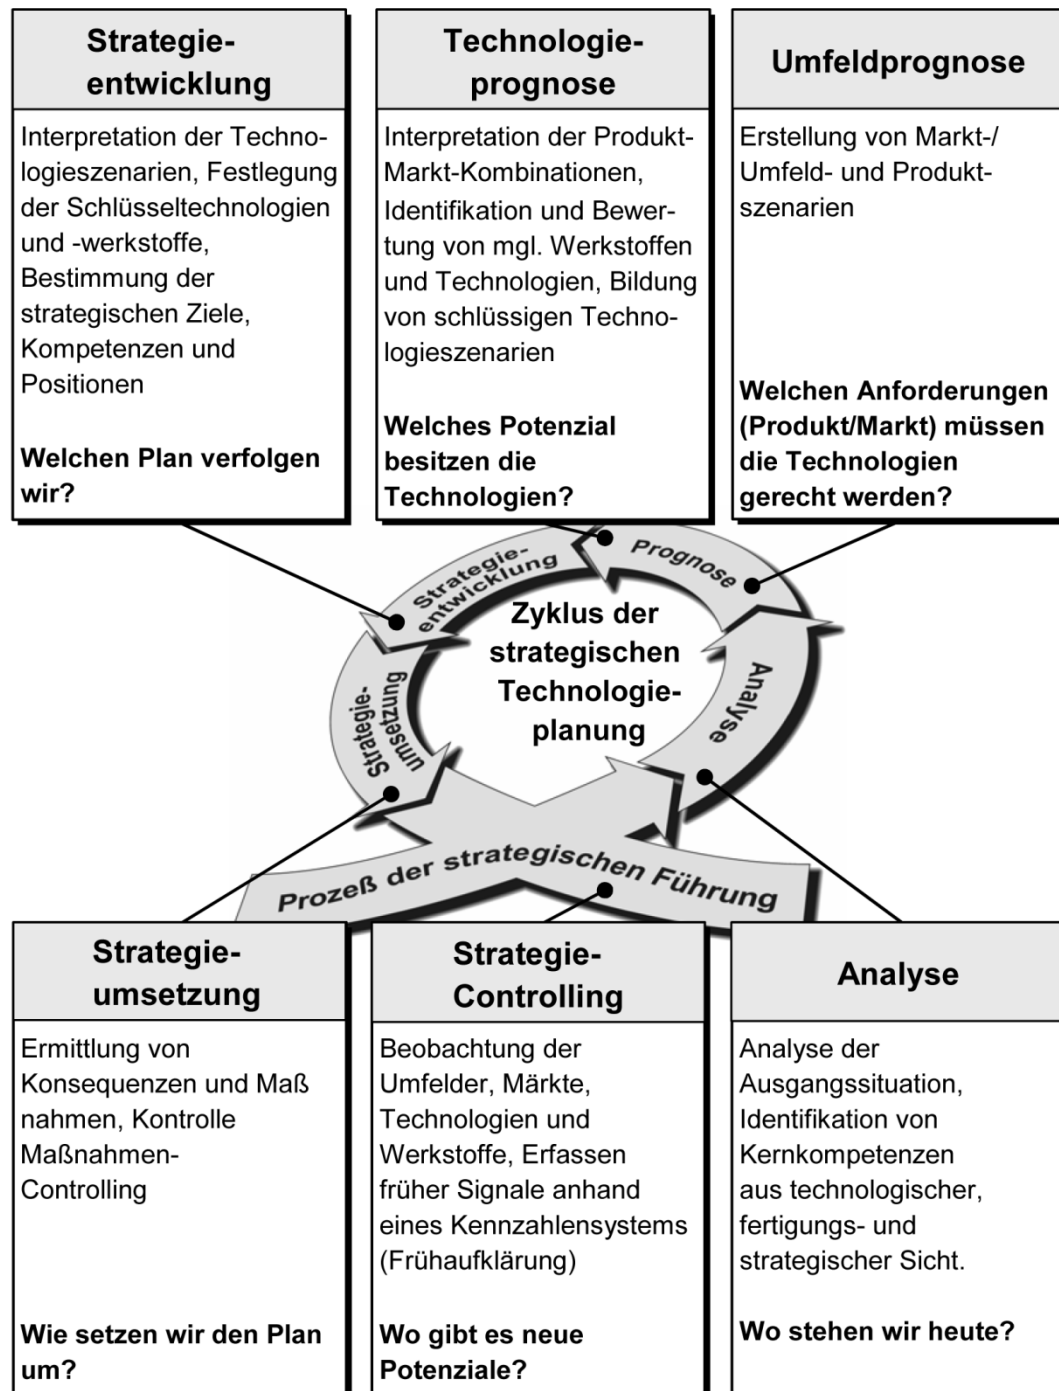 Strategie-
entwicklung
Interpretation der Techno-
logieszenarien, Festlegung
der Schlüsseltechnologien
und -werkstoffe,
Bestimmung der
strategischen Ziele,
Kompetenzen und
Positionen
Welchen Plan verfolgen
wir?
Technologie-
prognose
Interpretation der Produkt-
Markt-Kombinationen,
Identifikation und Bewer-
tung von mgl. Werkstoffen
und Technologien, Bildung
von schlüssigen Techno-
logieszenarien
Welches Potenzial
besitzen die
Technologien?
Umfeldprognose
Erstellung von Markt-/
Umfeld- und Produkt-
szenarien
Welchen Anforderungen
(Produkt/Markt) müssen
die Technologien
gerecht werden?
Strategie-
entwicklung
Prognose
Zyklus der
strategischen
Technologie-
planung
Strategie-
umsetzung
Analyse
Prozeß der strategischen Führung
Strategie-
umsetzung
Ermittlung von
Konsequenzen und Maß
nahmen, Kontrolle
Maßnahmen-
Controlling
Wie setzen wir den Plan
um?
Strategie-
Controlling
Beobachtung der
Umfelder, Märkte,
Technologien und
Werkstoffe, Erfassen
früher Signale anhand
eines Kennzahlensystems
(Frühaufklärung)
Wo gibt es neue
Potenziale?
Analyse
Analyse der
Ausgangssituation,
Identifikation von
Kernkompetenzen
aus technologischer,
fertigungs- und
strategischer Sicht.
Wo stehen wir heute?